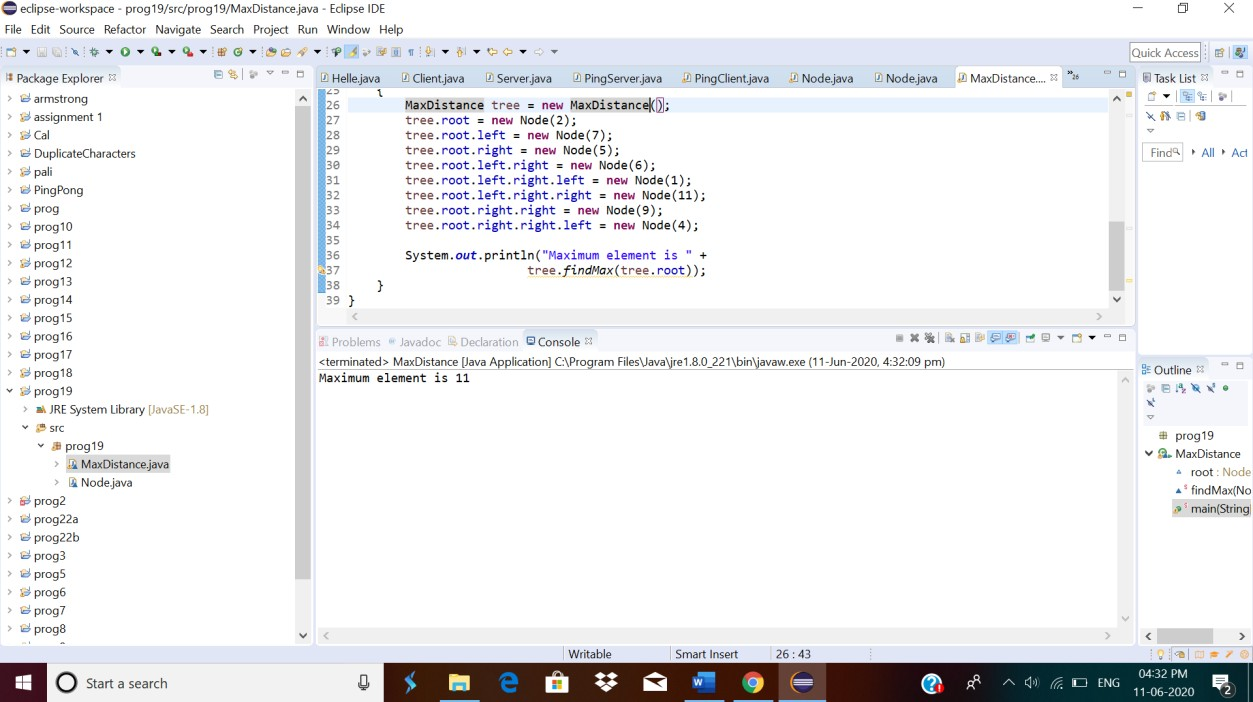 eclipse-workspace - prog19/src/prog19/MaxDistance.java - Eclipse IDE
File Edit Source Refactor Navigate Search Project Run Window Help
Quick Access
Package Explorer
armstrong
assignment 1
Cal
DuplicateCharacters
pali
PingPong
prog
prog10
prog11
prog12
prog13
prog14
prog15
prog16
prog17
prog18
prog19
JRE System Library [JavaSE-1.8]
src
prog19
MaxDistance.java
Node.java
prog2
prog22a
prog22b
prog3
prog5
prog6
prog7
prog8
Helle.java Client.java Server.java PingServer.java PingClient.java Node.java Node.java MaxDistance.... »26
25 {
26 MaxDistance tree = new MaxDistance();
27 tree.root = new Node(2);
28 tree.root.left = new Node(7);
29 tree.root.right = new Node(5);
30 tree.root.left.right = new Node(6);
31 tree.root.left.right.left = new Node(1);
32 tree.root.left.right.right = new Node(11);
33 tree.root.right.right = new Node(9);
34 tree.root.right.right.left = new Node(4);
35
36 System.out.println("Maximum element is " +
37 tree.findMax(tree.root));
38 }
39 }
Problems Javadoc Declaration Console
<terminated> MaxDistance [Java Application] C:\Program Files\Java\jre1.8.0_221\bin\javaw.exe (11-Jun-2020, 4:32:09 pm)
Maximum element is 11
Task List
Find All Act
Outline
prog19
MaxDistance
root : Node
findMax(No
main(String
Writable Smart Insert 26 : 43
Start a search
ENG
04:32 PM
11-06-2020
2